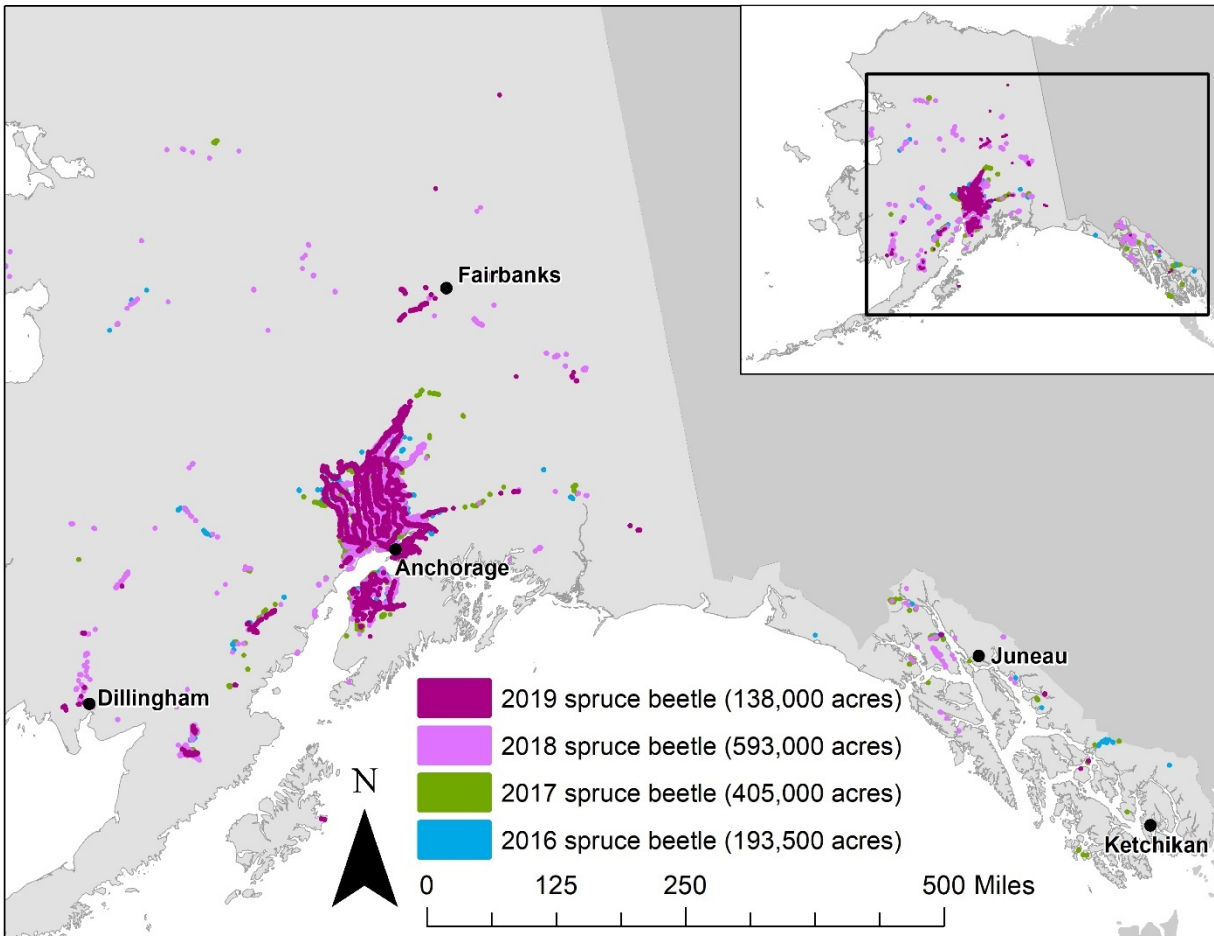 Fairbanks
Anchorage
Juneau
Dillingham
Ketchikan
2019 spruce beetle (138,000 acres)
2018 spruce beetle (593,000 acres)
2017 spruce beetle (405,000 acres)
2016 spruce beetle (193,500 acres)
N
0 125 250 500 Miles